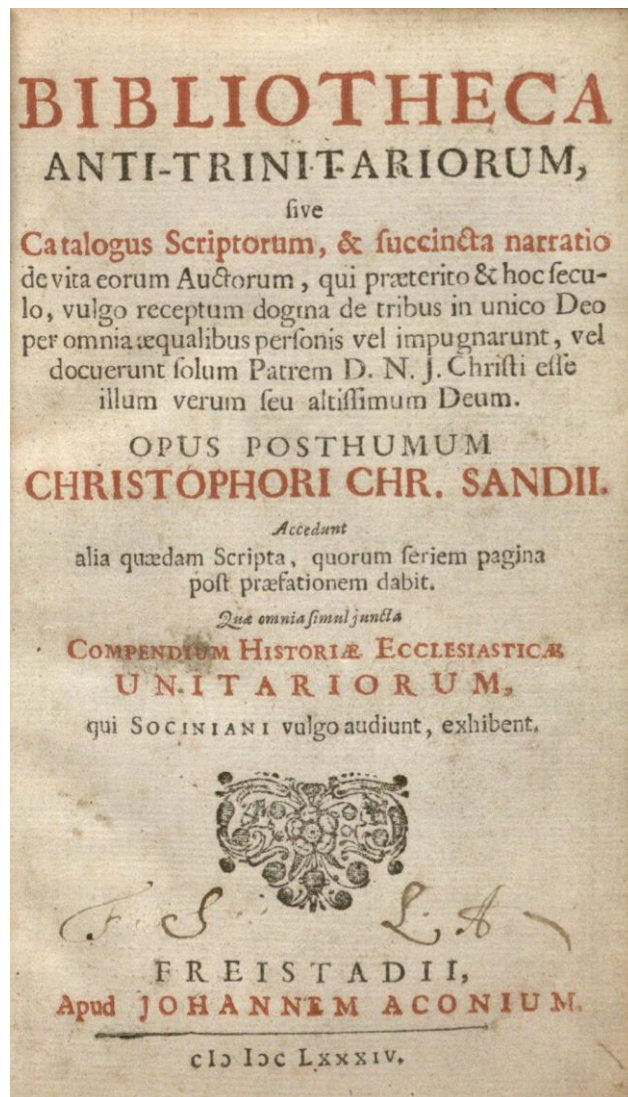 BIBLIOTHECA
ANTI-TRINITARIORUM,
ſive
Catalogus Scriptorum, & ſuccincta narratio
de vita eorum Auctorum, qui præterito & hoc ſecu-
lo, vulgo receptum dogma de tribus in unico Deo
per omnia æqualibus perſonis vel impugnarunt, vel
docuerunt ſolum Patrem D. N. J. Chriſti eſſe
illum verum ſeu altiſſimum Deum.
OPUS POSTHUMUM
CHRISTOPHORI CHR. SANDII.
Accedunt
alia quædam Scripta, quorum ſeriem pagina
poſt præfationem dabit.
Quæ omnia ſimul juncta
COMPENDIUM HISTORIÆ ECCLESIASTICÆ
UNITARIORUM,
qui SOCINIANI vulgo audiunt, exhibent.
F. S. L. A
FREISTADII,
Apud JOHANNEM ACONIUM.
cIↄ Iↄc LXXXIV.